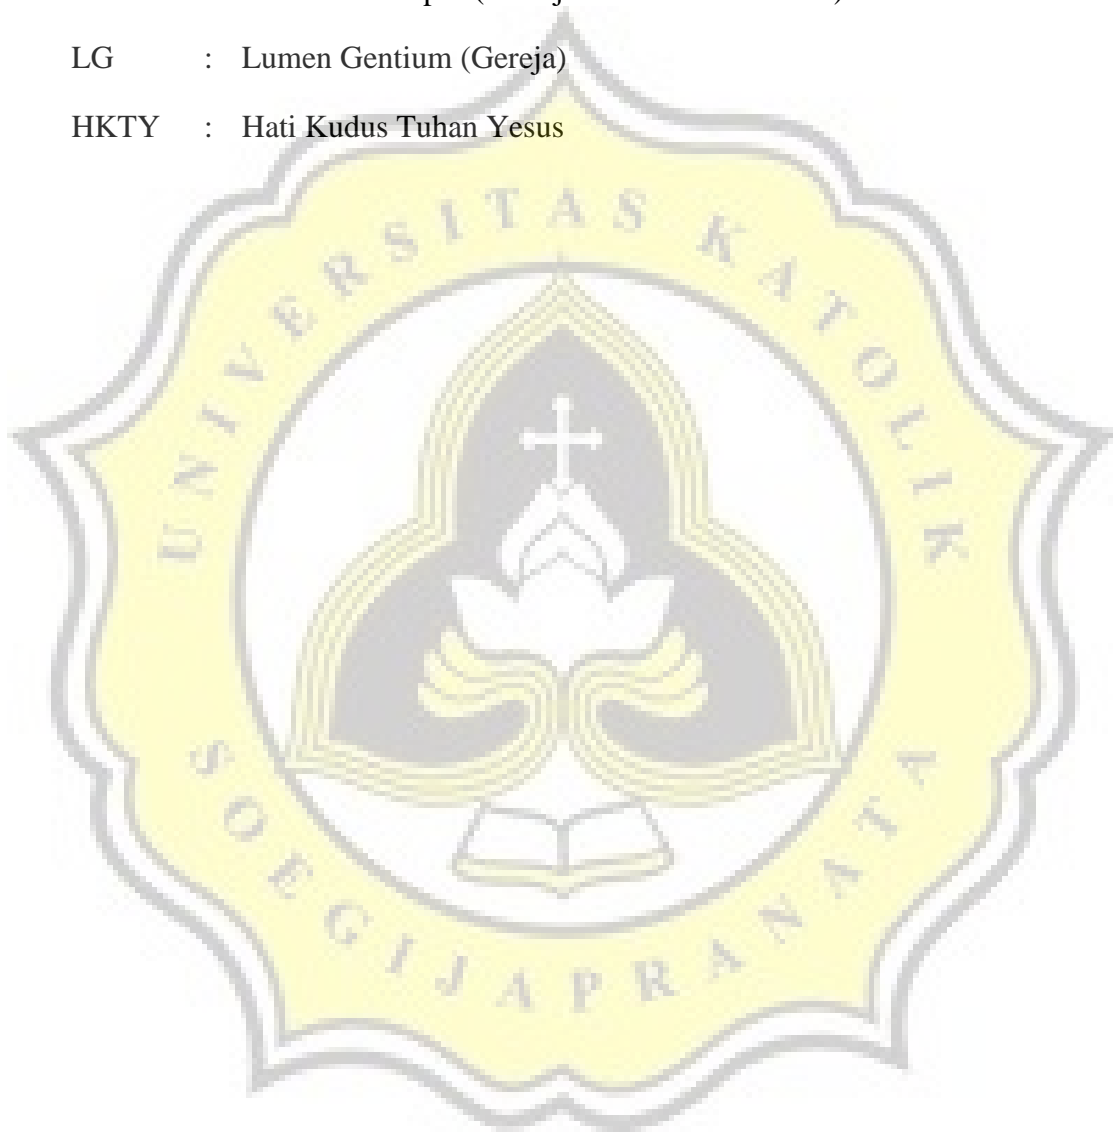 LG : Lumen Gentium (Gereja)
HKTY : Hati Kudus Tuhan Yesus
UNIVERSITAS KATOLIK
SOEGIJAPRANATA